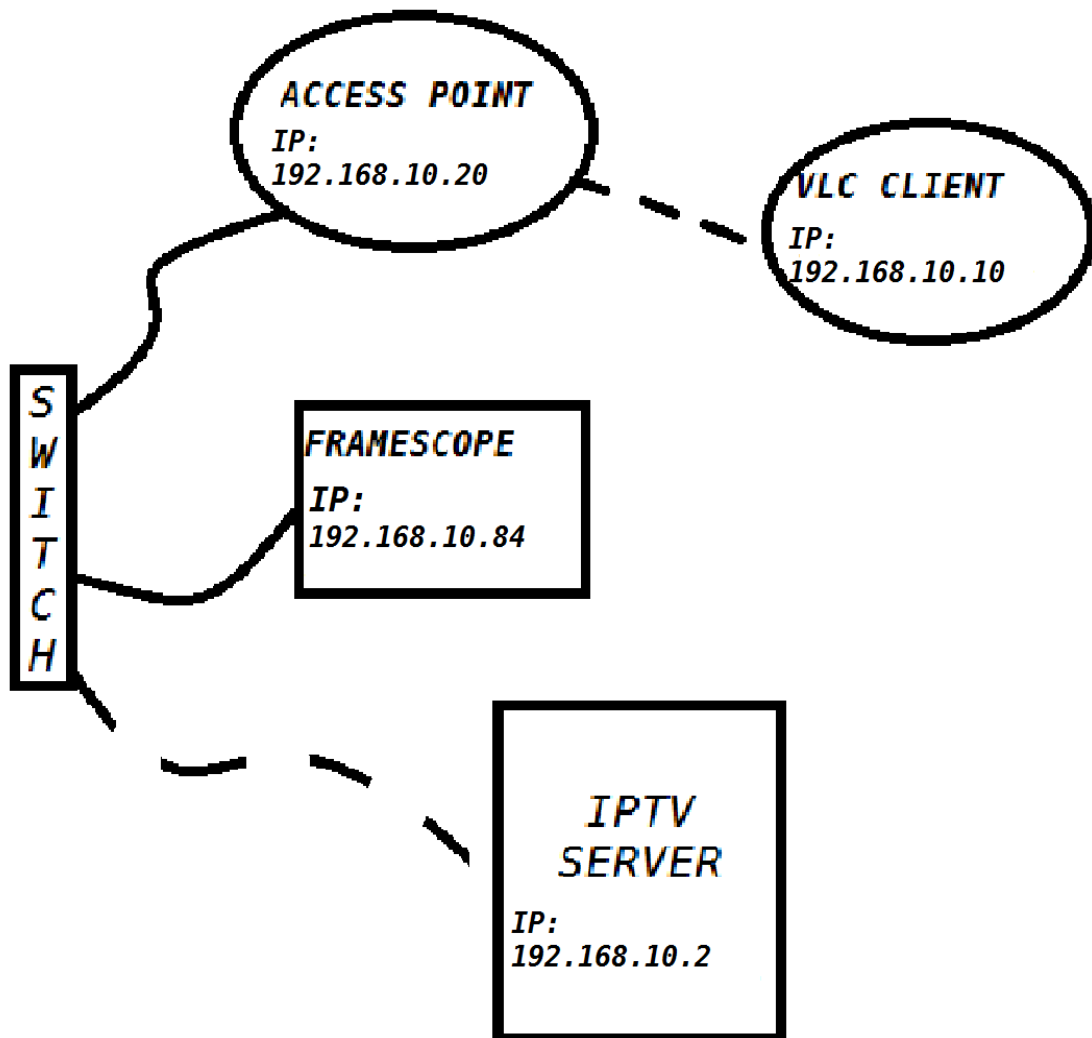 ACCESS POINT
IP:
192.168.10.20
VLC CLIENT
IP:
192.168.10.10
SWITCH
FRAMESCOPE
IP:
192.168.10.84
IPTV
SERVER
IP:
192.168.10.2